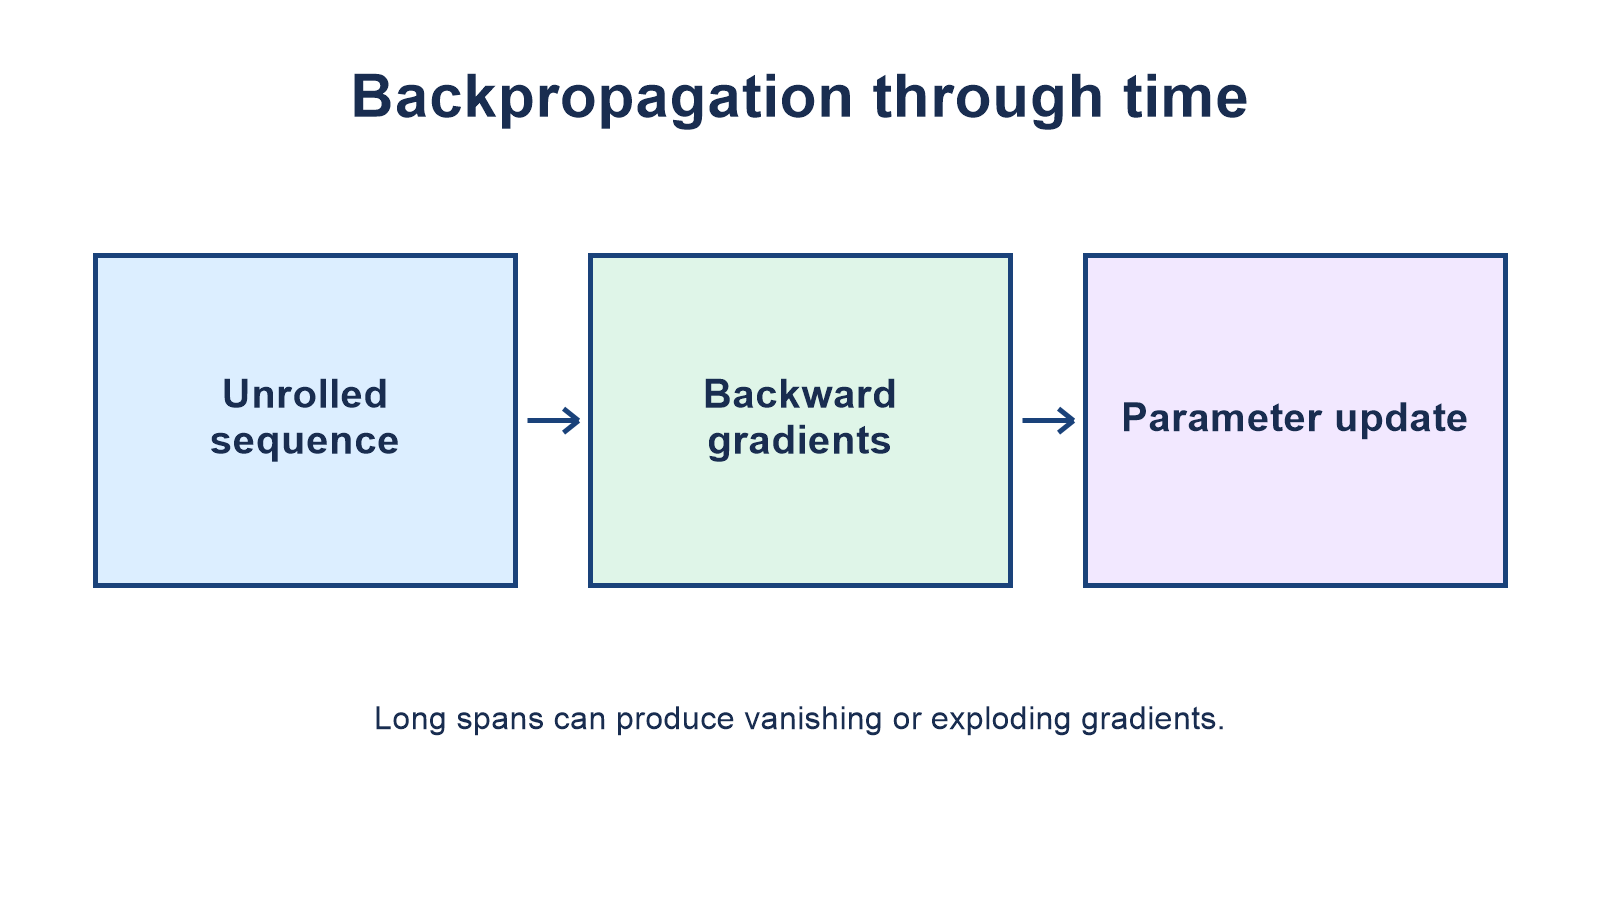 Backpropagation through time
Unrolled
sequence
Backward
gradients
Parameter update
Long spans can produce vanishing or exploding gradients.